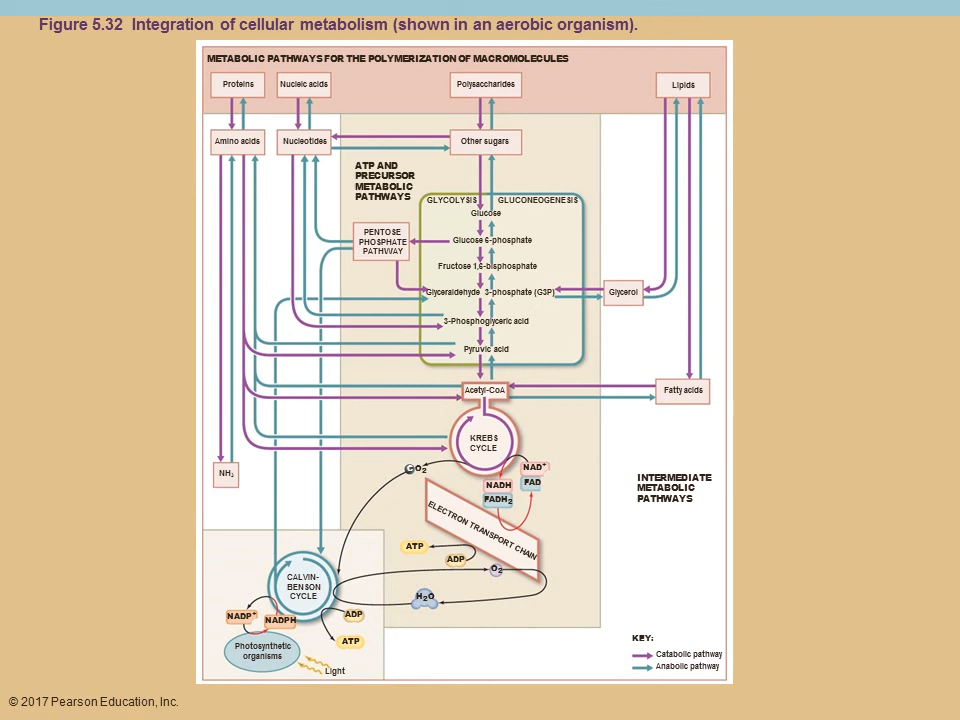 Figure 5.32 Integration of cellular metabolism (shown in an aerobic organism).
METABOLIC PATHWAYS FOR THE POLYMERIZATION OF MACROMOLECULES
Proteins
Nucleic acids
Polysaccharides
Lipids
Amino acids
Nucleotides
Other sugars
ATP AND
PRECURSOR
METABOLIC
PATHWAYS
GLYCOLYSIS
GLUCONEOGENESIS
Glucose
PENTOSE
PHOSPHATE
PATHWAY
Glucose 6-phosphate
Fructose 1,6-bisphosphate
Glyceraldehyde 3-phosphate (G3P)
Glycerol
3-Phosphoglyceric acid
Pyruvic acid
Acetyl-CoA
Fatty acids
KREBS
CYCLE
NH₂
CO₂
NAD⁺
FAD
NADH
FADH₂
INTERMEDIATE
METABOLIC
PATHWAYS
ELECTRON TRANSPORT CHAIN
ATP
ADP
O₂
CALVIN-
BENSON
CYCLE
H₂O
NADP⁺
NADPH
ADP
ATP
Photosynthetic
organisms
Light
KEY:
Catabolic pathway
Anabolic pathway
© 2017 Pearson Education, Inc.